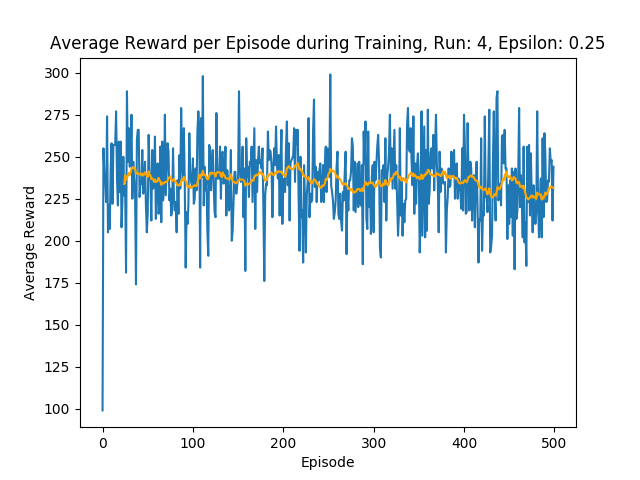 Average Reward per Episode during Training, Run: 4, Epsilon: 0.25
300
275
250
225
200
175
150
125
100
Average Reward
0 100 200 300 400 500
Episode